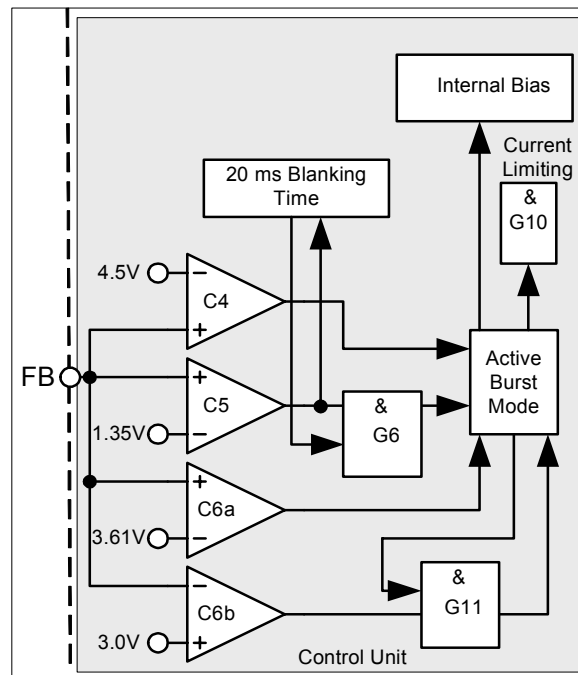 Internal Bias
Current
Limiting
20 ms Blanking
Time
&
G10
4.5V
−
C4
+
FB
+
C5
1.35V
−
&
G6
Active
Burst
Mode
+
C6a
3.61V
−
−
C6b
3.0V
+
&
G11
Control Unit